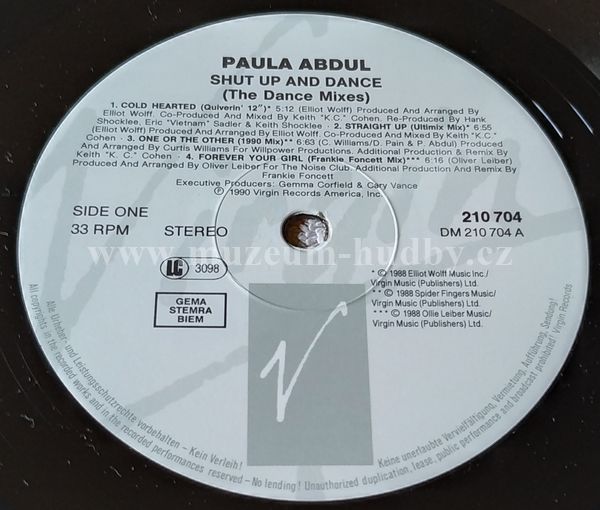 PAULA ABDUL
SHUT UP AND DANCE
(The Dance Mixes)
1. COLD HEARTED (Quiverin' 12")* 5:12 (Elliot Wolff) Produced And Arranged By
Elliot Wolff. Co-Produced And Mixed By Keith "K.C." Cohen. Re-Produced By Hank
Shocklee, Eric "Vietnam" Sadler & Keith Shocklee · 2. STRAIGHT UP (Ultimix Mix)* 6:55
(Elliot Wolff) Produced And Arranged By Elliot Wolff. Co-Produced And Mixed By Keith "K.C."
Cohen · 3. ONE OR THE OTHER (1990 Mix)** 6:63 (C. Williams/D. Pain & P. Abdul) Produced
And Arranged By Curtis Williams For Willpower Productions. Additional Production & Remix By
Keith "K. C." Cohen · 4. FOREVER YOUR GIRL (Frankie Foncett Mix)*** 6:16 (Oliver Leiber)
Produced And Arranged By Oliver Leiber For The Noise Club. Additional Production and Remix By
Frankie Foncett
Executive Producers: Gemma Corfield & Gary Vance
℗ 1990 Virgin Records America, Inc.
SIDE ONE
33 RPM STEREO
210 704
DM 210 704 A
www.muzeum-hudby.cz
LC 3098
GEMA
STEMRA
BIEM
* © 1988 Elliot Wolff Music Inc./
Virgin Music (Publishers) Ltd.
** © 1988 Spider Fingers Music/
Virgin Music (Publishers) Ltd.
*** © 1988 Ollie Leiber Music/
Virgin Music (Publishers) Ltd.
Virgin
V
Alle Urheber- und Leistungsschutzrechte vorbehalten – Kein Verleih!
Keine unerlaubte Vervielfältigung, Vermietung, Aufführung, Sendung!
All copyrights in the recorded works and in the recorded performances reserved – No lending! Unauthorized duplication, lease, public performance and broadcast prohibited! Virgin Records